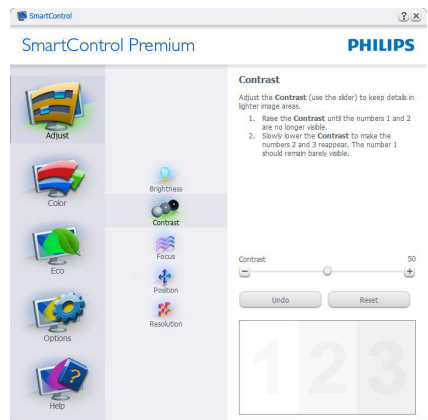 SmartControl
SmartControl Premium
PHILIPS
Adjust
Color
Eco
Options
Help
Brightness
Contrast
Focus
Position
Resolution
Contrast
Adjust the Contrast (use the slider) to keep details in
lighter image areas.
1. Raise the Contrast until the numbers 1 and 2
are no longer visible.
2. Slowly lower the Contrast to make the
numbers 2 and 3 reappear. The number 1
should remain barely visible.
Contrast 50
Undo Reset
1 2 3